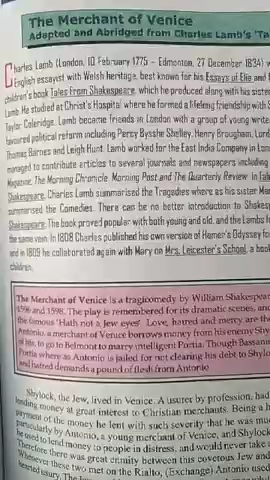 The Merchant of Venice
Adapted and Abridged from Charles Lamb's 'Ta
Charles Lamb (London, 10 February 1775 – Edmonton, 27 December 1834) w
English essayist with Welsh heritage, best known for his Essays of Elia and f
children's book Tales from Shakespeare, which he produced along with his sister
Lamb. He studied at Christ's Hospital where he formed a lifelong friendship with S
Taylor Coleridge. Lamb became friends in London with a group of young write
favoured political reform including Percy Bysshe Shelley, Henry Brougham, Lord
Thomas Barnes and Leigh Hunt. Lamb worked for the East India Company in Lon
managed to contribute articles to several journals and newspapers including
Magazine, The Morning Chronicle, Morning Post and The Quarterly Review. In Tale
Shakespeare, Charles Lamb summarised the Tragedies where as his sister Mar
summarised the Comedies. There can be no better introduction to Shakesp
Shakespeare. The book proved popular with both young and old, and the Lambs fo
the same vein. In 1808 Charles published his own version of Homer's Odyssey fo
and in 1809 he collaborated again with Mary on Mrs. Leicester's School, a book
children.
The Merchant of Venice is a tragicomedy by William Shakespear
1596 and 1598. The play is remembered for its dramatic scenes, and
the famous 'Hath not a Jew eyes' Love, hatred and mercy are the
Antonio, a merchant of Venice borrows money from his enemy Shy
of his, to go to Belmont to marry intelligent Portia. Though Bassani
Portia where as Antonio is jailed for not clearing his debt to Shylo
and hatred demands a pound of flesh from Antonio
Shylock, the Jew, lived in Venice. A usurer by profession, had
lending money at great interest to Christian merchants. Being a h
payment of the money he lent with such severity that he was mu
particularly by Antonio, a young merchant of Venice, and Shylock
he used to lend money to people in distress, and would never take a
there was great enmity between this covetous Jew and
Whenever these two met on the Rialto, (Exchange) Antonio used